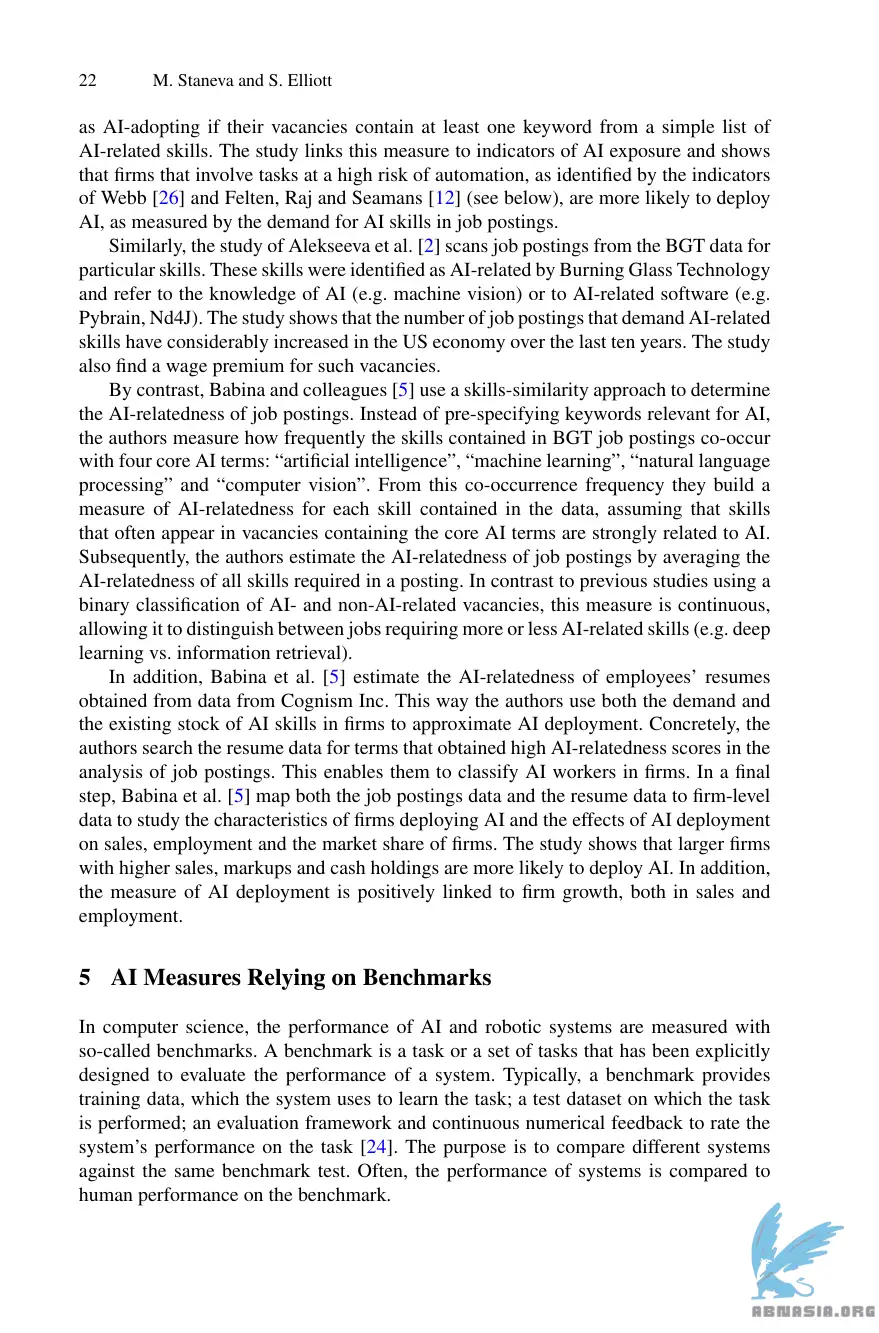 22 M. Staneva and S. Elliott
as AI-adopting if their vacancies contain at least one keyword from a simple list of
AI-related skills. The study links this measure to indicators of AI exposure and shows
that firms that involve tasks at a high risk of automation, as identified by the indicators
of Webb [26] and Felten, Raj and Seamans [12] (see below), are more likely to deploy
AI, as measured by the demand for AI skills in job postings.
Similarly, the study of Alekseeva et al. [2] scans job postings from the BGT data for
particular skills. These skills were identified as AI-related by Burning Glass Technology
and refer to the knowledge of AI (e.g. machine vision) or to AI-related software (e.g.
Pybrain, Nd4J). The study shows that the number of job postings that demand AI-related
skills have considerably increased in the US economy over the last ten years. The study
also find a wage premium for such vacancies.
By contrast, Babina and colleagues [5] use a skills-similarity approach to determine
the AI-relatedness of job postings. Instead of pre-specifying keywords relevant for AI,
the authors measure how frequently the skills contained in BGT job postings co-occur
with four core AI terms: “artificial intelligence”, “machine learning”, “natural language
processing” and “computer vision”. From this co-occurrence frequency they build a
measure of AI-relatedness for each skill contained in the data, assuming that skills
that often appear in vacancies containing the core AI terms are strongly related to AI.
Subsequently, the authors estimate the AI-relatedness of job postings by averaging the
AI-relatedness of all skills required in a posting. In contrast to previous studies using a
binary classification of AI- and non-AI-related vacancies, this measure is continuous,
allowing it to distinguish between jobs requiring more or less AI-related skills (e.g. deep
learning vs. information retrieval).
In addition, Babina et al. [5] estimate the AI-relatedness of employees’ resumes
obtained from data from Cognism Inc. This way the authors use both the demand and
the existing stock of AI skills in firms to approximate AI deployment. Concretely, the
authors search the resume data for terms that obtained high AI-relatedness scores in the
analysis of job postings. This enables them to classify AI workers in firms. In a final
step, Babina et al. [5] map both the job postings data and the resume data to firm-level
data to study the characteristics of firms deploying AI and the effects of AI deployment
on sales, employment and the market share of firms. The study shows that larger firms
with higher sales, markups and cash holdings are more likely to deploy AI. In addition,
the measure of AI deployment is positively linked to firm growth, both in sales and
employment.
5 AI Measures Relying on Benchmarks
In computer science, the performance of AI and robotic systems are measured with
so-called benchmarks. A benchmark is a task or a set of tasks that has been explicitly
designed to evaluate the performance of a system. Typically, a benchmark provides
training data, which the system uses to learn the task; a test dataset on which the task
is performed; an evaluation framework and continuous numerical feedback to rate the
system’s performance on the task [24]. The purpose is to compare different systems
against the same benchmark test. Often, the performance of systems is compared to
human performance on the benchmark.
ABNASIA.ORG